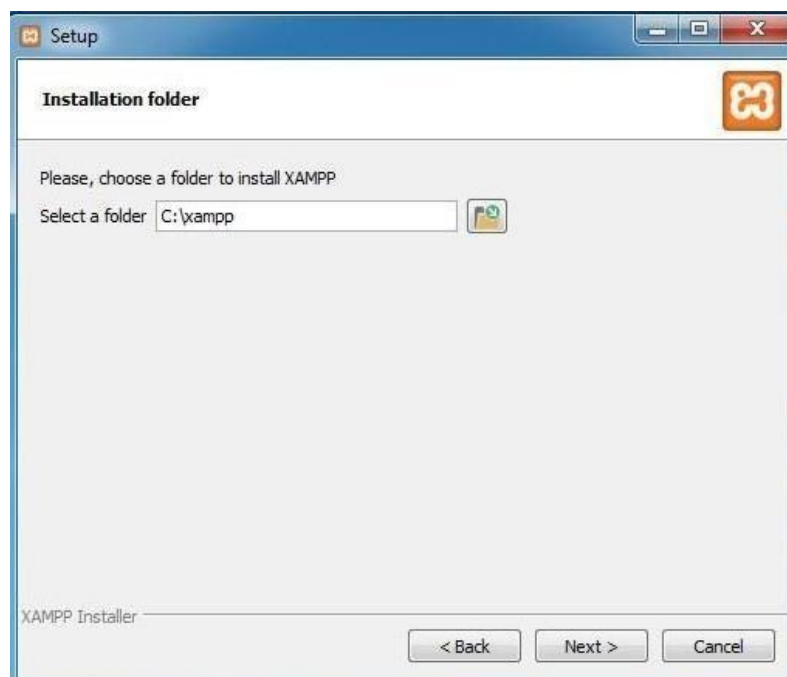 Setup
Installation folder
Please, choose a folder to install XAMPP
Select a folder C:\xampp
XAMPP Installer
< Back Next > Cancel